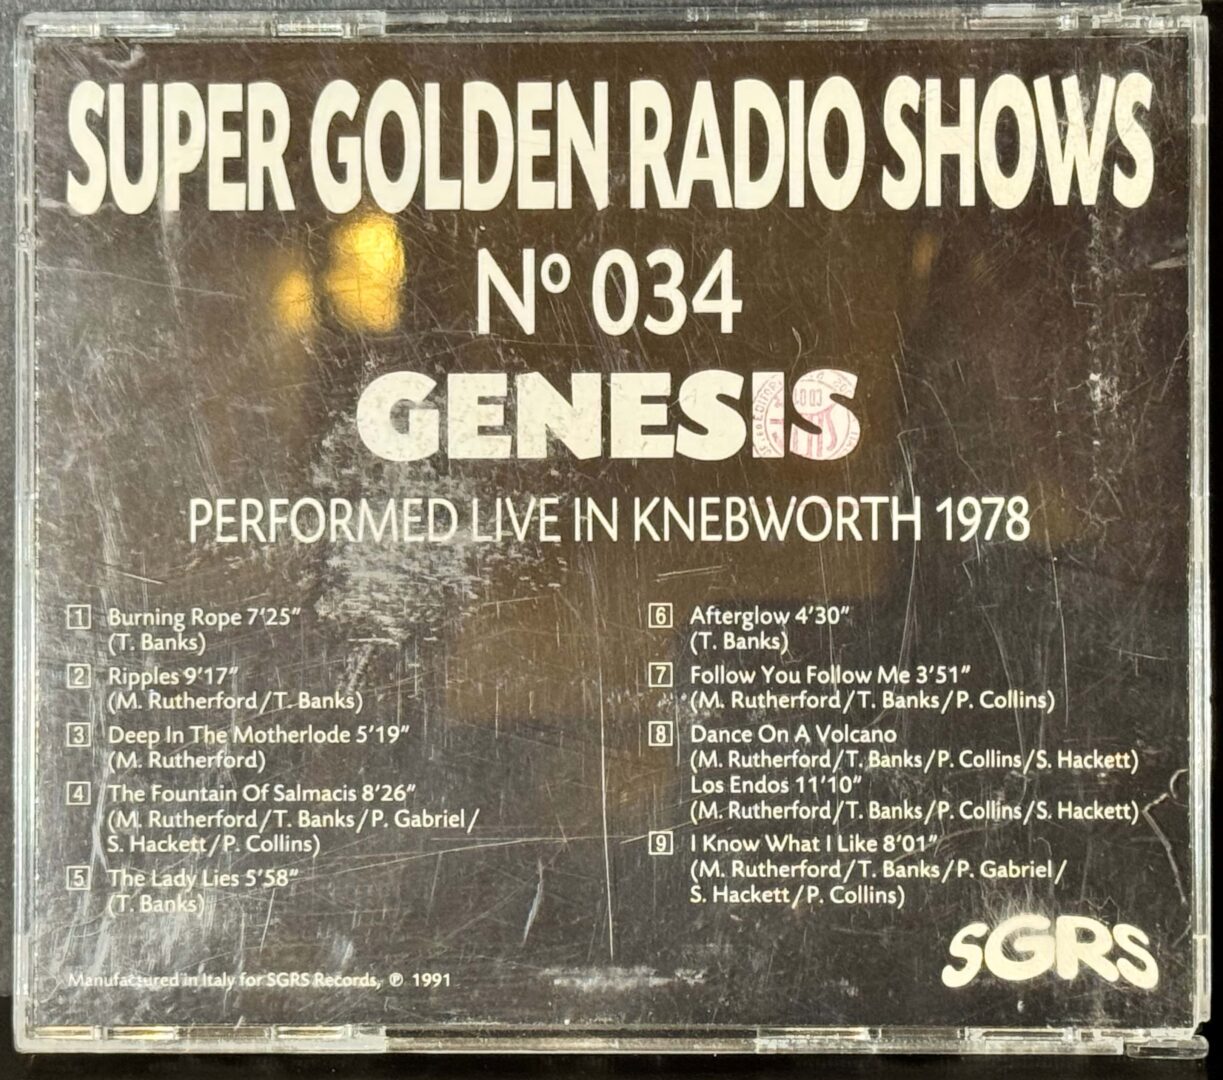 SUPER GOLDEN RADIO SHOWS
Nº 034
GENESIS
PERFORMED LIVE IN KNEBWORTH 1978
1 Burning Rope 7'25"
(T. Banks)
2 Ripples 9'17"
(M. Rutherford/T. Banks)
3 Deep In The Motherlode 5'19"
(M. Rutherford)
4 The Fountain Of Salmacis 8'26"
(M. Rutherford/T. Banks/P. Gabriel/
S. Hackett/P. Collins)
5 The Lady Lies 5'58"
(T. Banks)
6 Afterglow 4'30"
(T. Banks)
7 Follow You Follow Me 3'51"
(M. Rutherford/T. Banks/P. Collins)
8 Dance On A Volcano
(M. Rutherford/T. Banks/P. Collins/S. Hackett)
Los Endos 11'10"
(M. Rutherford/T. Banks/P. Collins/S. Hackett)
9 I Know What I Like 8'01"
(M. Rutherford/T. Banks/P. Gabriel/
S. Hackett/P. Collins)
SGRS
Manufactured in Italy for SGRS Records, ℗ 1991